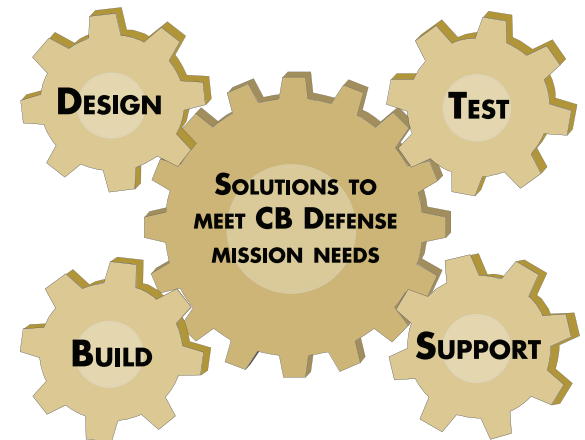 Design
Test
Solutions to
meet CB Defense
mission needs
Build
Support